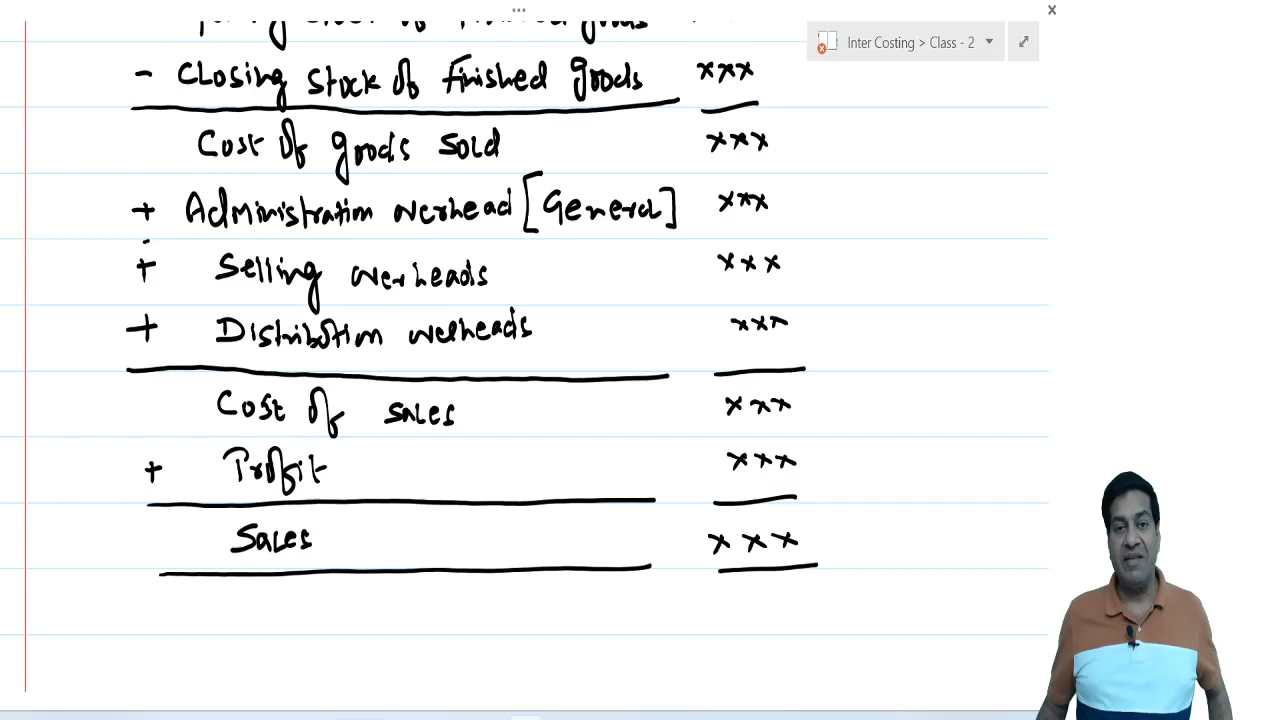 Inter Costing > Class - 2
- Closing stock of finished goods xxx
Cost of goods sold xxx
+ Administration overhead [General] xxx
+ Selling overheads xxx
+ Distribution overheads xxx
Cost of sales xxx
+ Profit xxx
Sales xxx